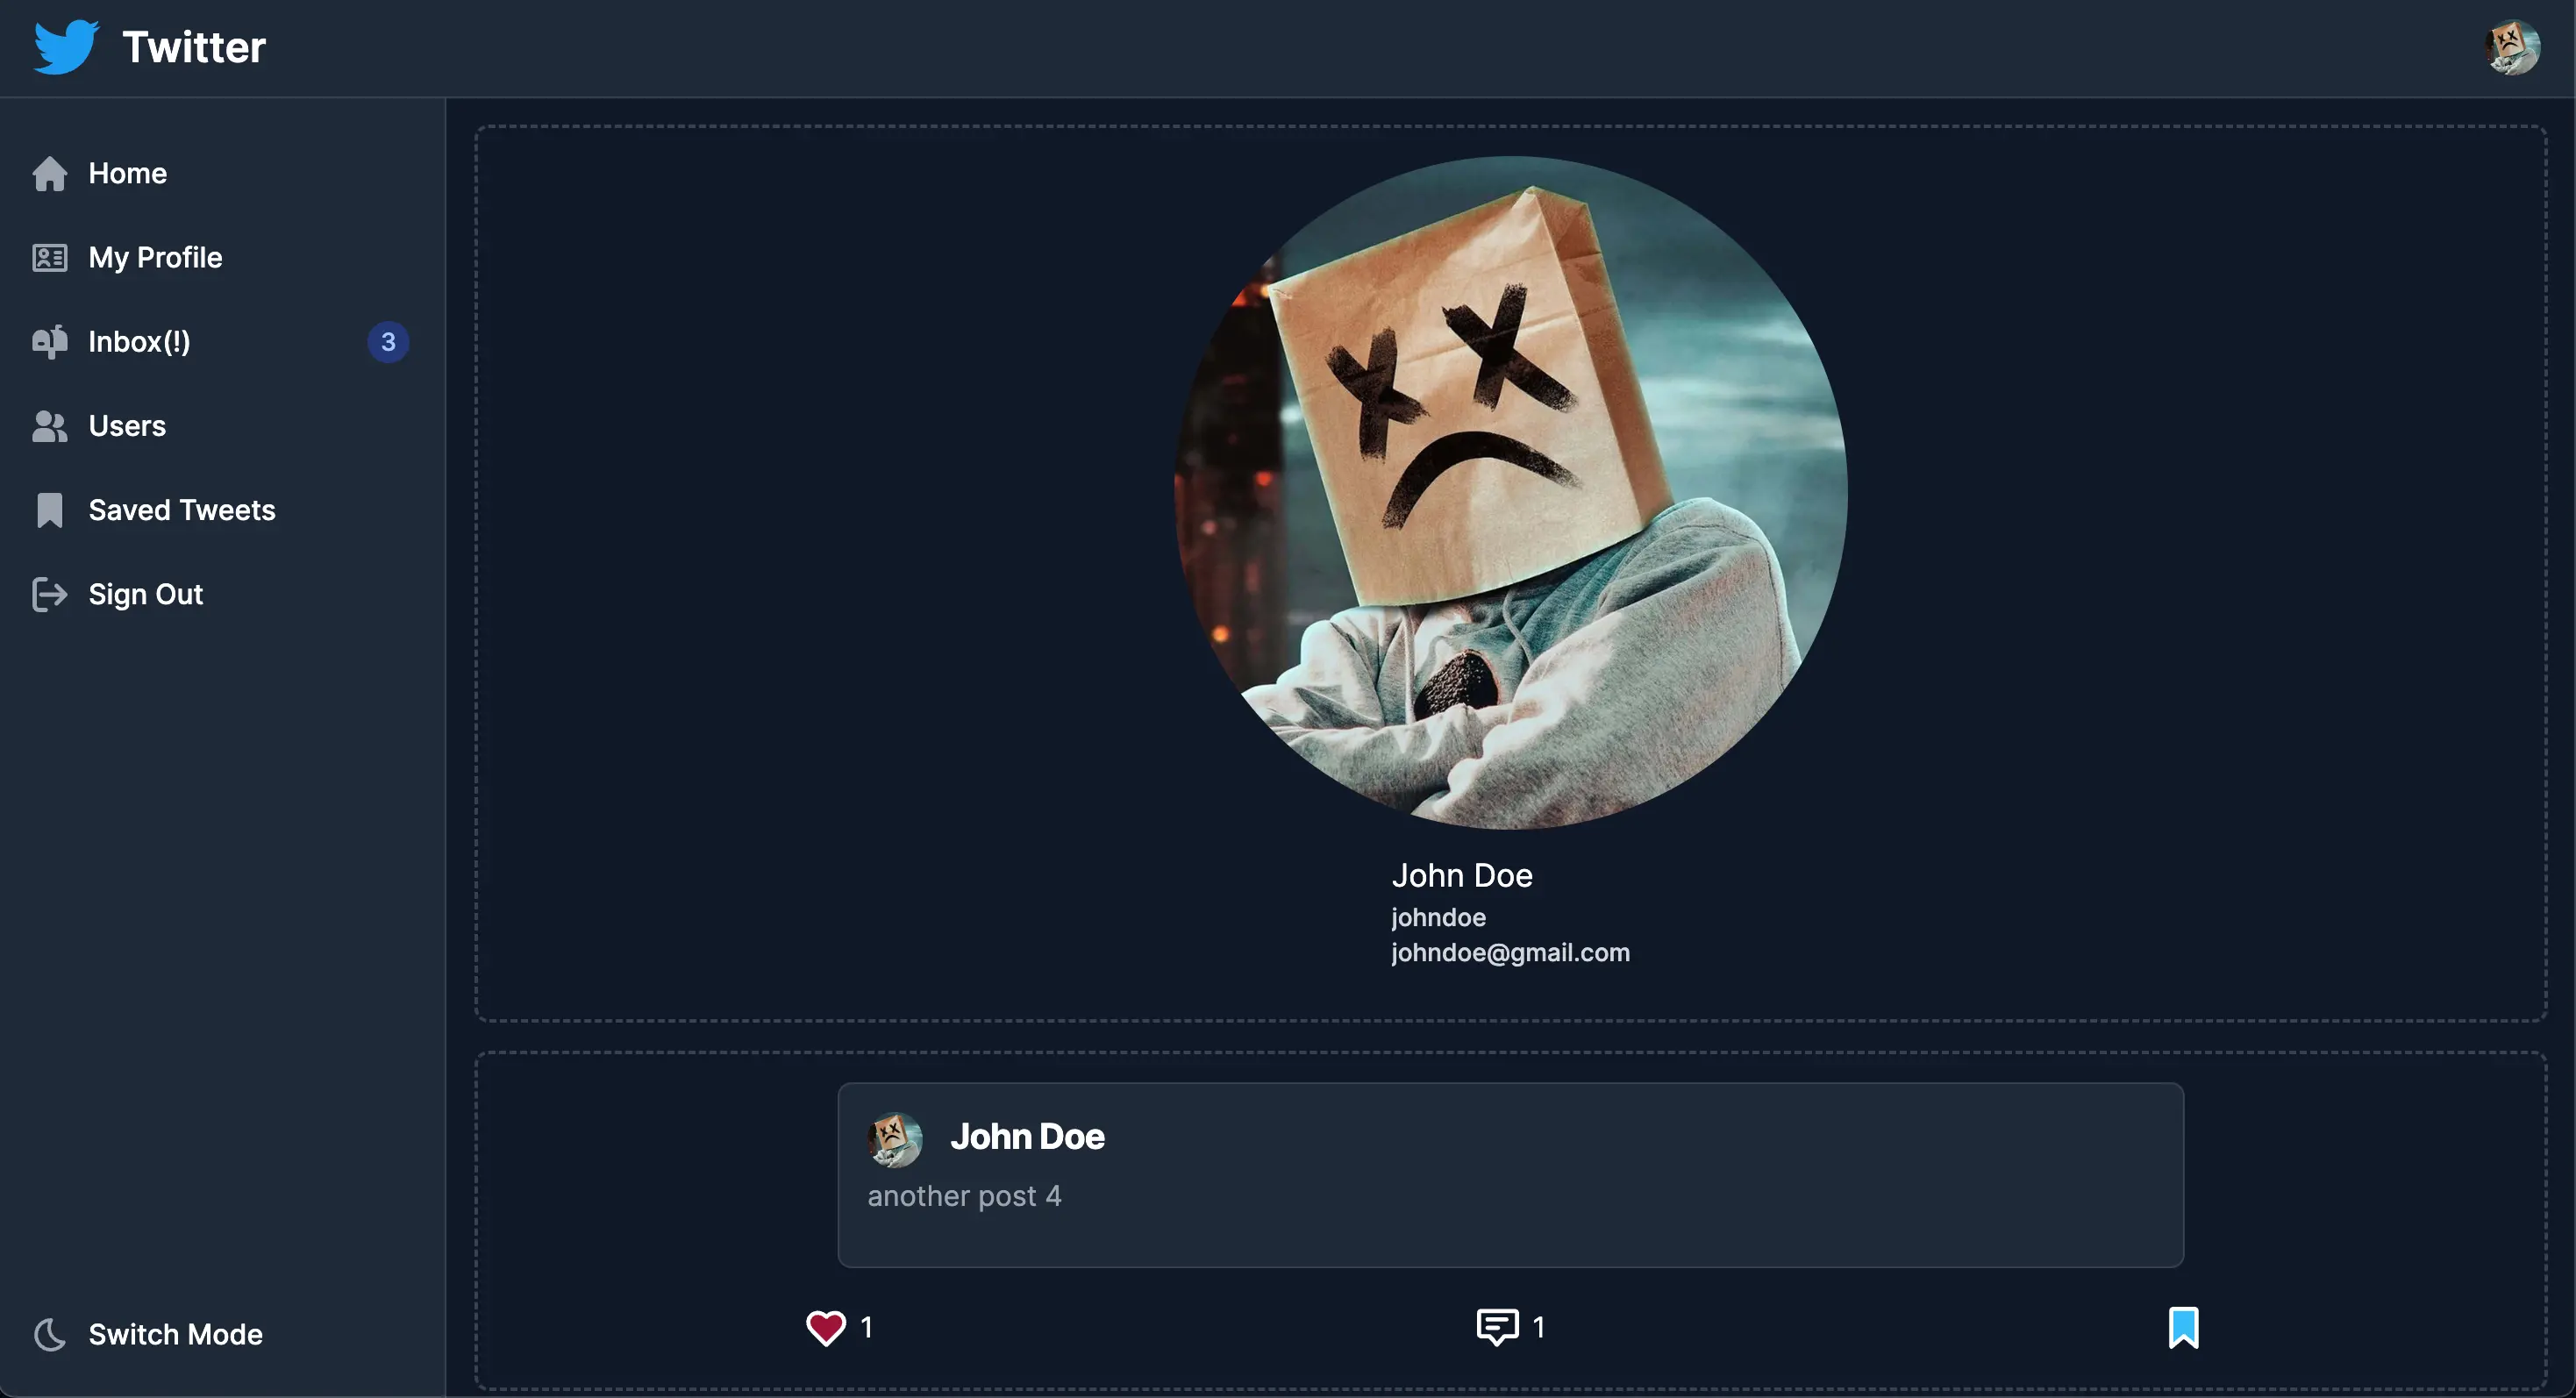 Twitter
Home
My Profile
Inbox(!) 3
Users
Saved Tweets
Sign Out
Switch Mode
John Doe
johndoe
johndoe@gmail.com
John Doe
another post 4
1
1